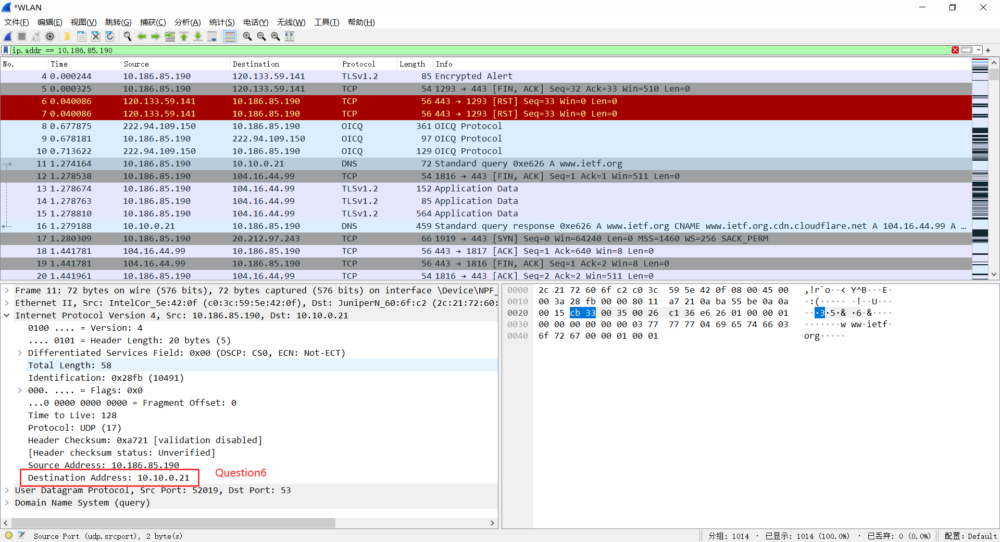 *WLAN
文件(F) 编辑(E) 视图(V) 跳转(G) 捕获(C) 分析(A) 统计(S) 电话(Y) 无线(W) 工具(T) 帮助(H)
ip.addr == 10.186.85.190
No. Time Source Destination Protocol Length Info
4 0.000244 10.186.85.190 120.133.59.141 TLSv1.2 85 Encrypted Alert
5 0.000325 10.186.85.190 120.133.59.141 TCP 54 1293 → 443 [FIN, ACK] Seq=32 Ack=33 Win=510 Len=0
6 0.040086 120.133.59.141 10.186.85.190 TCP 56 443 → 1293 [RST] Seq=33 Win=0 Len=0
7 0.040086 120.133.59.141 10.186.85.190 TCP 56 443 → 1293 [RST] Seq=33 Win=0 Len=0
8 0.677875 222.94.109.150 10.186.85.190 OICQ 361 OICQ Protocol
9 0.678181 10.186.85.190 222.94.109.150 OICQ 97 OICQ Protocol
10 0.713622 222.94.109.150 10.186.85.190 OICQ 129 OICQ Protocol
11 1.274164 10.186.85.190 10.10.0.21 DNS 72 Standard query 0xe626 A www.ietf.org
12 1.278538 10.186.85.190 104.16.44.99 TCP 54 1816 → 443 [FIN, ACK] Seq=1 Ack=1 Win=511 Len=0
13 1.278674 10.186.85.190 104.16.44.99 TLSv1.2 152 Application Data
14 1.278763 10.186.85.190 104.16.44.99 TLSv1.2 85 Application Data
15 1.278810 10.186.85.190 104.16.44.99 TLSv1.2 564 Application Data
16 1.279188 10.10.0.21 10.186.85.190 DNS 459 Standard query response 0xe626 A www.ietf.org CNAME www.ietf.org.cdn.cloudflare.net A 104.16.44.99 A …
17 1.280309 10.186.85.190 20.212.97.243 TCP 66 1919 → 443 [SYN] Seq=0 Win=64240 Len=0 MSS=1460 WS=256 SACK_PERM
18 1.441781 104.16.44.99 10.186.85.190 TCP 56 443 → 1817 [ACK] Seq=1 Ack=640 Win=8 Len=0
19 1.441781 104.16.44.99 10.186.85.190 TCP 56 443 → 1816 [FIN, ACK] Seq=1 Ack=2 Win=8 Len=0
20 1.441961 10.186.85.190 104.16.44.99 TCP 54 1816 → 443 [ACK] Seq=2 Ack=2 Win=511 Len=0
Frame 11: 72 bytes on wire (576 bits), 72 bytes captured (576 bits) on interface \Device\NPF_
Ethernet II, Src: IntelCor_5e:42:0f (c0:3c:59:5e:42:0f), Dst: JuniperN_60:6f:c2 (2c:21:72:60:
Internet Protocol Version 4, Src: 10.186.85.190, Dst: 10.10.0.21
0100 .... = Version: 4
.... 0101 = Header Length: 20 bytes (5)
Differentiated Services Field: 0x00 (DSCP: CS0, ECN: Not-ECT)
Total Length: 58
Identification: 0x28fb (10491)
000. .... = Flags: 0x0
...0 0000 0000 0000 = Fragment Offset: 0
Time to Live: 128
Protocol: UDP (17)
Header Checksum: 0xa721 [validation disabled]
[Header checksum status: Unverified]
Source Address: 10.186.85.190
Destination Address: 10.10.0.21
Question6
User Datagram Protocol, Src Port: 52019, Dst Port: 53
Domain Name System (query)
0000 2c 21 72 60 6f c2 c0 3c 59 5e 42 0f 08 00 45 00 ,!r`o··< Y^B···E·
0010 00 3a 28 fb 00 00 80 11 a7 21 0a ba 55 be 0a 0a ·:(····· ·!··U···
0020 00 15 cb 33 00 35 00 26 c1 36 e6 26 01 00 00 01 ···3·5·& ·6·&····
0030 00 00 00 00 00 00 03 77 77 77 04 69 65 74 66 03 ·······w ww·ietf·
0040 6f 72 67 00 00 01 00 01 org·····
Source Port (udp.srcport), 2 byte(s)
分组: 1014 · 已显示: 1014 (100.0%) · 已丢弃: 0 (0.0%)
配置: Default